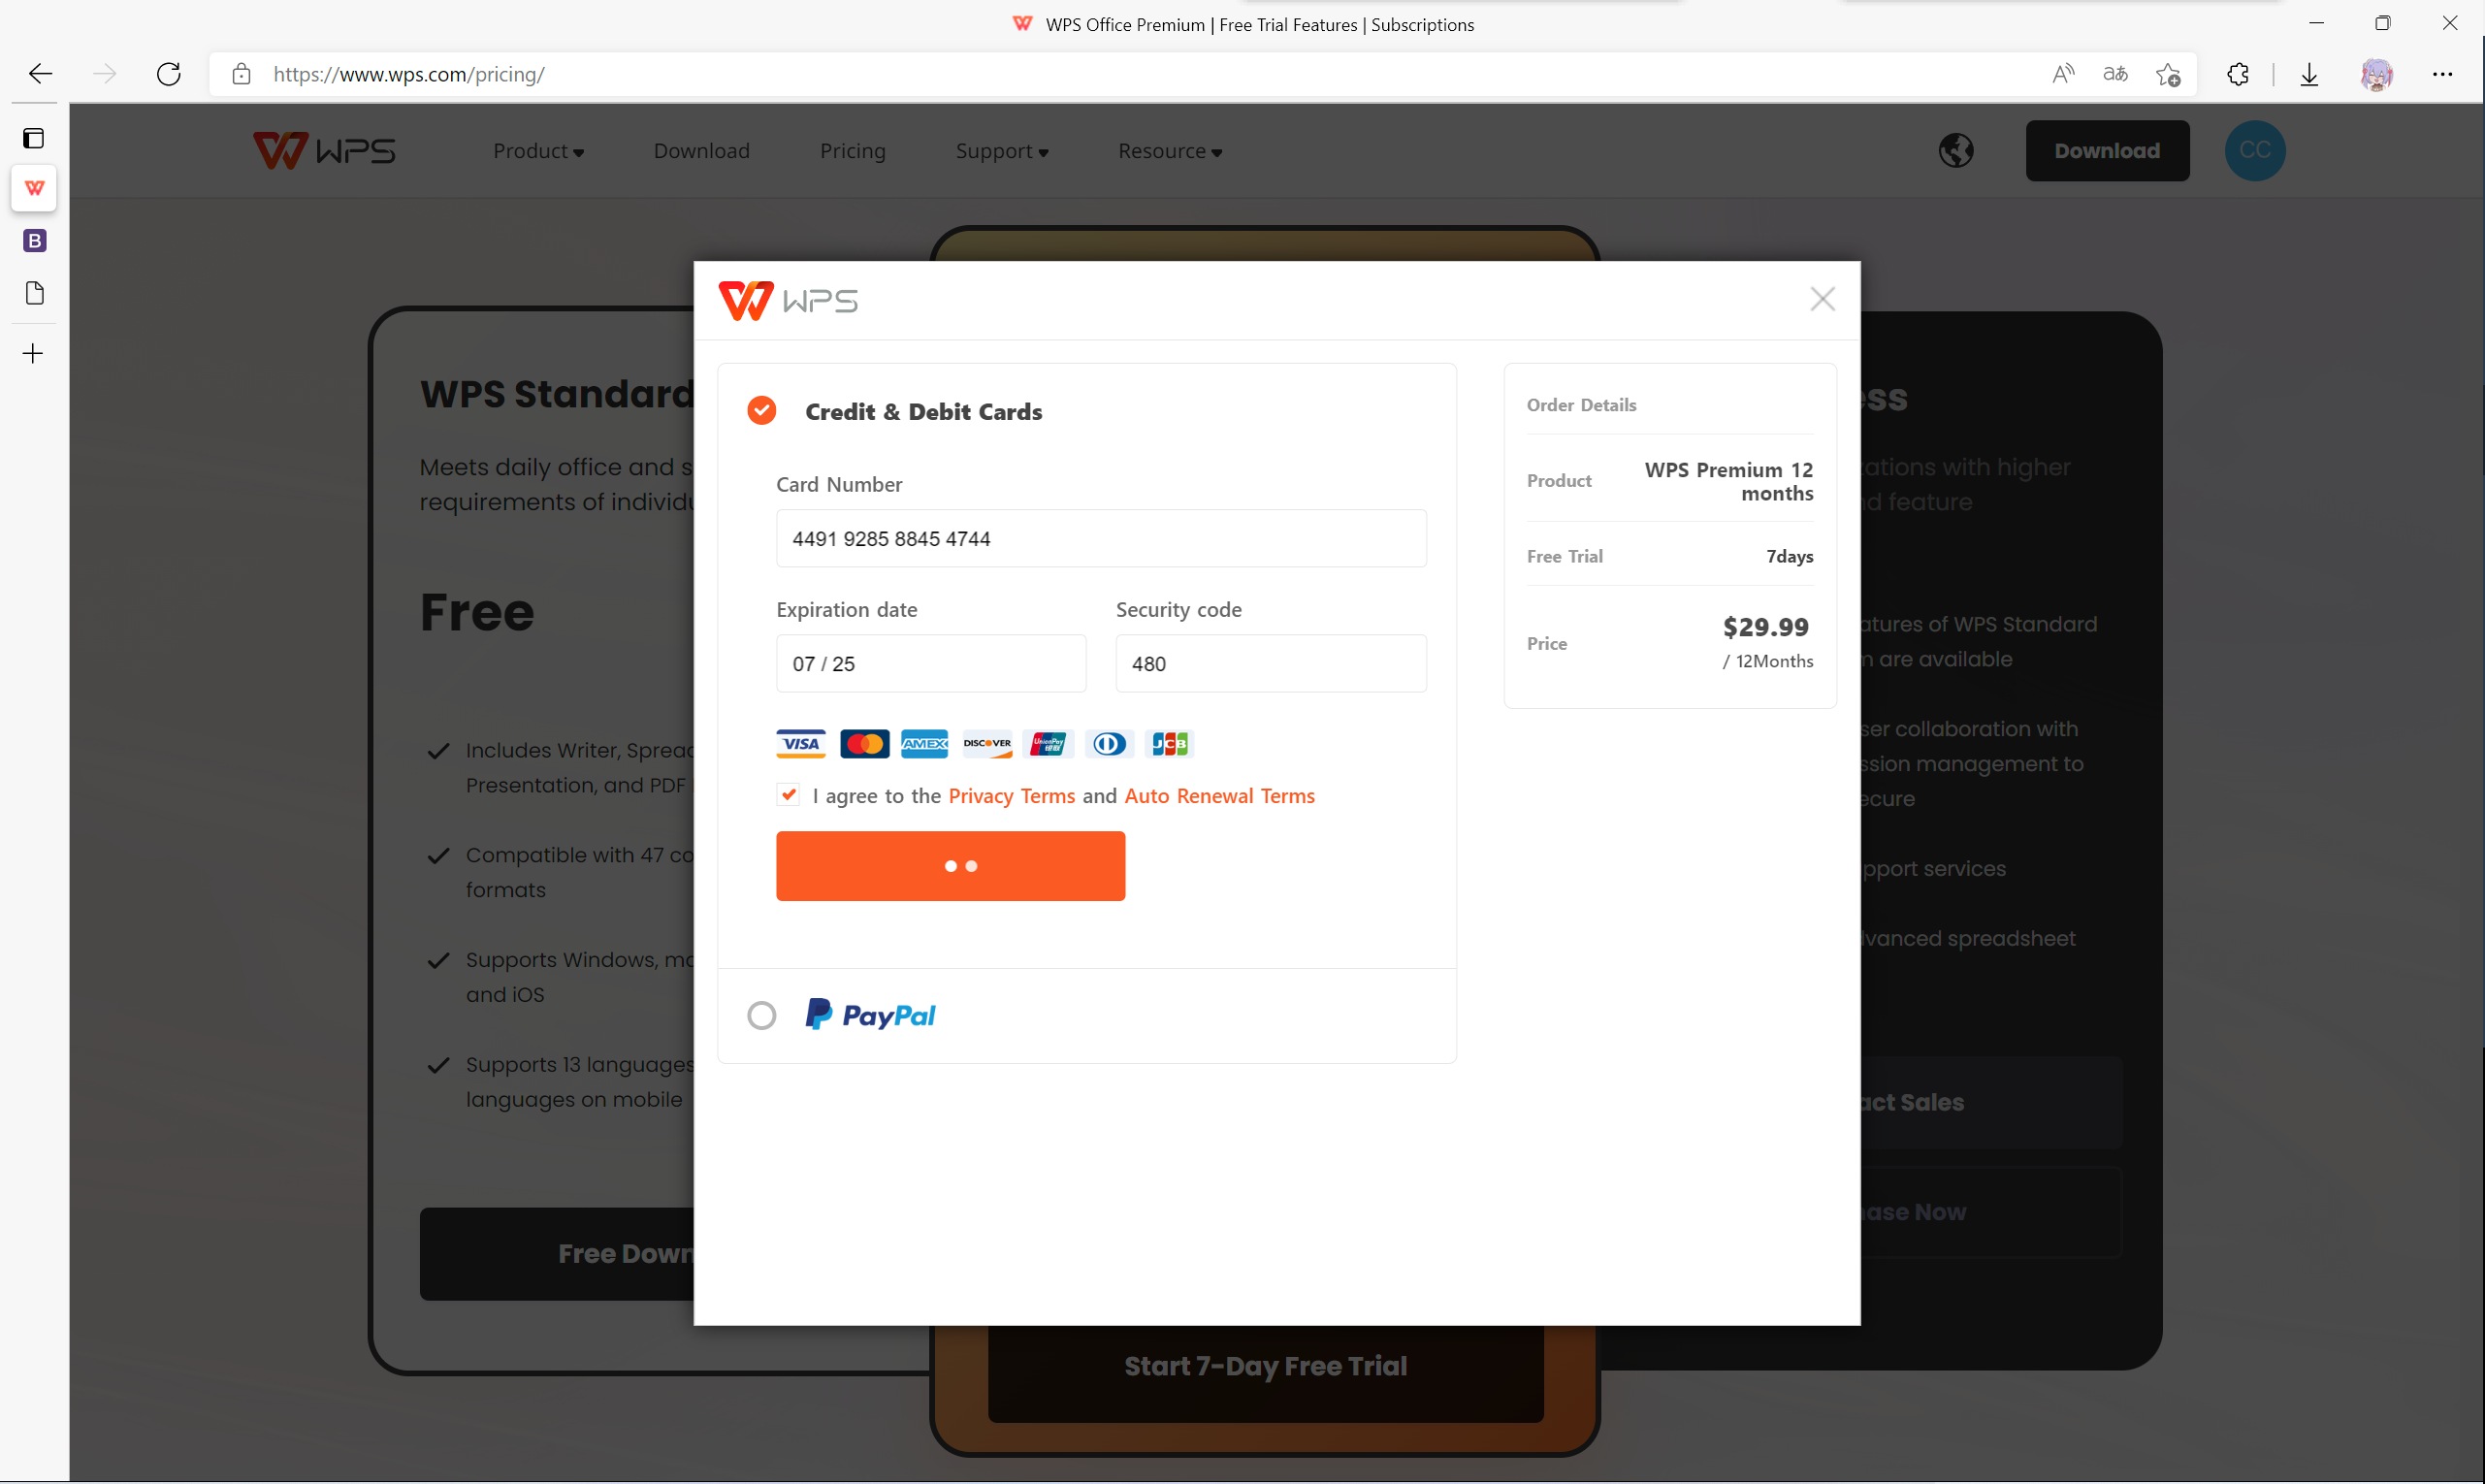 WPS Office Premium | Free Trial Features | Subscriptions
https://www.wps.com/pricing/
WPS
Product
Download
Pricing
Support
Resource
Download
CC
WPS
Credit & Debit Cards
Card Number
4491 9285 8845 4744
Expiration date
Security code
07 / 25
480
VISA
AMEX
DISCOVER
UnionPay
JCB
I agree to the Privacy Terms and Auto Renewal Terms
PayPal
Order Details
Product
WPS Premium 12
months
Free Trial
7days
Price
$29.99
/ 12Months
WPS Standard
Meets daily office and s
requirements of individu
Free
Includes Writer, Spread
Presentation, and PDF
Compatible with 47 co
formats
Supports Windows, ma
and iOS
Supports 13 languages
languages on mobile
Free Down
Start 7-Day Free Trial
ess
zations with higher
nd feature
atures of WPS Standard
m are available
ser collaboration with
ssion management to
ecure
pport services
dvanced spreadsheet
act Sales
hase Now